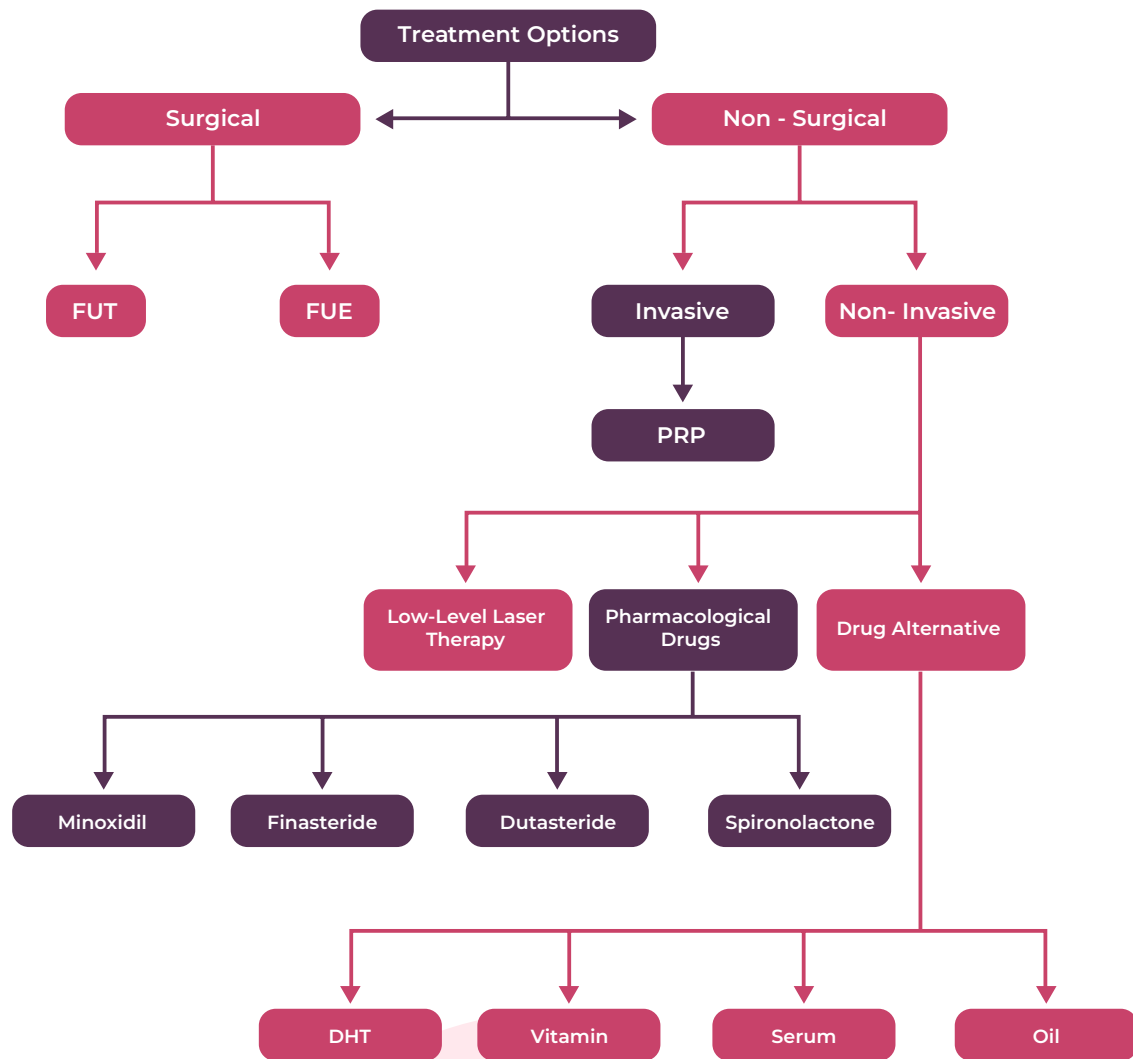 Treatment Options
Surgical
Non - Surgical
FUT
FUE
Invasive
Non- Invasive
PRP
Low-Level Laser
Therapy
Pharmacological
Drugs
Drug Alternative
Minoxidil
Finasteride
Dutasteride
Spironolactone
DHT
Vitamin
Serum
Oil